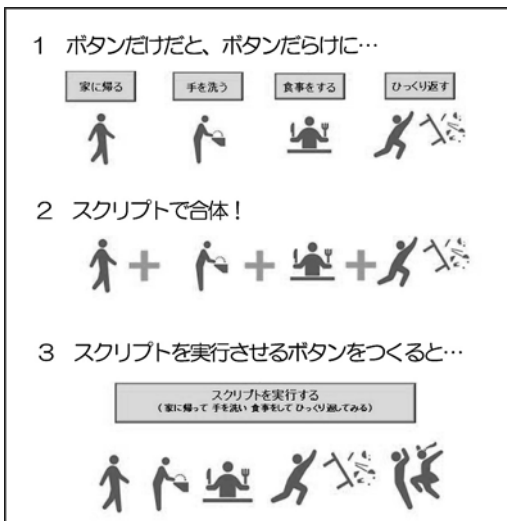 1 ボタンだけだと、ボタンだらけに…
家に帰る 手を洗う 食事をする ひっくり返す
2 スクリプトで合体！
3 スクリプトを実行させるボタンをつくると…
スクリプトを実行する
（家に帰って 手を洗い 食事をして ひっくり返してみる）